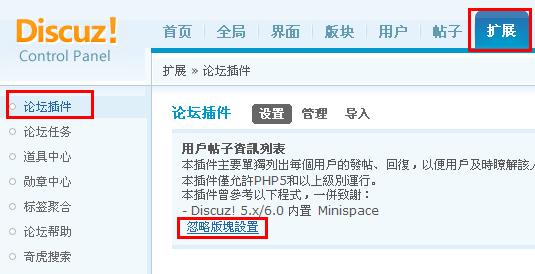 Discuz!
Control Panel
首页 全局 界面 版块 用户 帖子 扩展
扩展 » 论坛插件
论坛插件
论坛任务
道具中心
勋章中心
标签聚合
论坛帮助
奇虎搜索
论坛插件 设置 管理 导入
用戶帖子資訊列表
本插件主要單獨列出每個用戶的發帖、回復，以便用戶及時瞭解該
本插件僅允許PHP5和以上級別運行。
本插件曾參考以下程式，一併致謝：
- Discuz! 5.x/6.0 内置 Minispace
忽略版塊設置